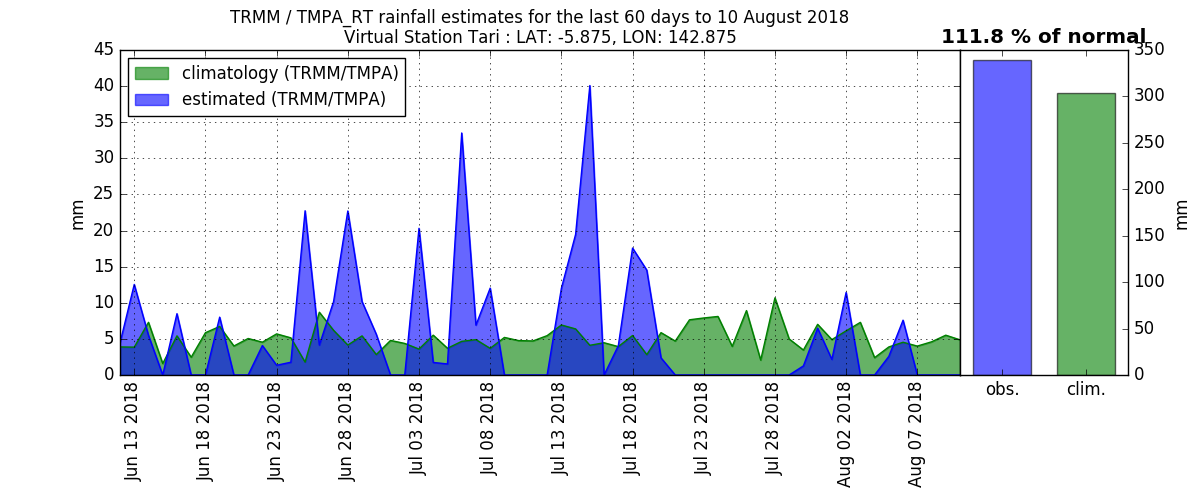 TRMM / TMPA_RT rainfall estimates for the last 60 days to 10 August 2018
Virtual Station Tari : LAT: -5.875, LON: 142.875
111.8 % of normal
climatology (TRMM/TMPA)
estimated (TRMM/TMPA)
45
40
35
30
25
20
15
10
5
0
mm
Jun 13 2018
Jun 18 2018
Jun 23 2018
Jun 28 2018
Jul 03 2018
Jul 08 2018
Jul 13 2018
Jul 18 2018
Jul 23 2018
Jul 28 2018
Aug 02 2018
Aug 07 2018
obs.
clim.
350
300
250
200
150
100
50
0
mm